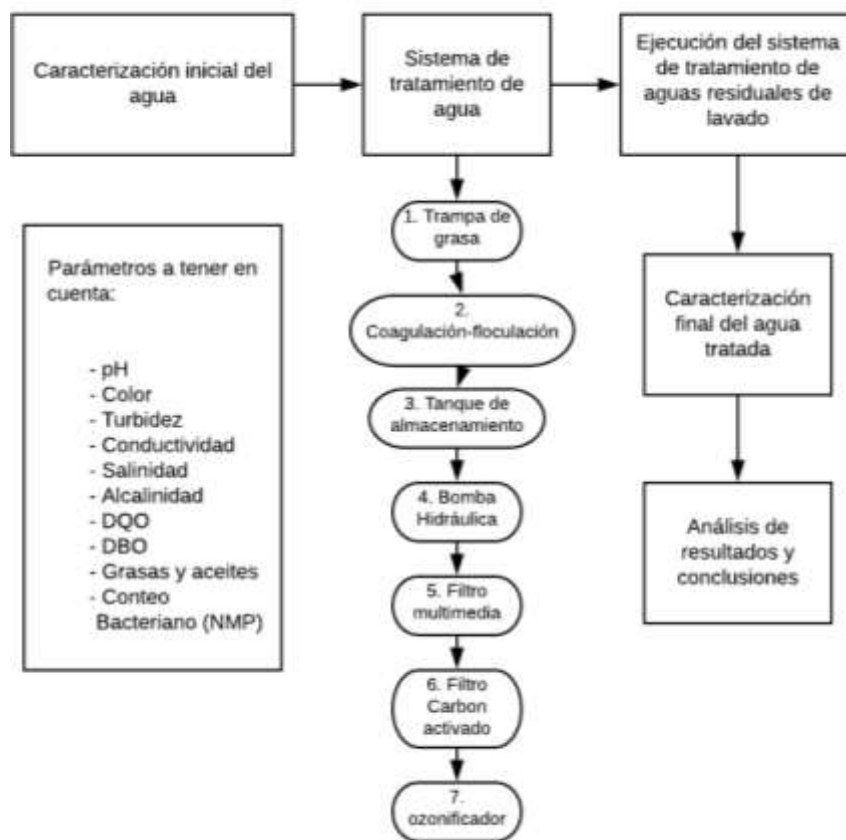 Caracterización inicial del
agua
Sistema de
tratamiento de
agua
Ejecución del sistema
de tratamiento de
aguas residuales de
lavado
Parámetros a tener en
cuenta:
- pH
- Color
- Turbidez
- Conductividad
- Salinidad
- Alcalinidad
- DQO
- DBO
- Grasas y aceites
- Conteo
Bacteriano (NMP)
1. Trampa de
grasa
2.
Coagulación-floculación
3. Tanque de
almacenamiento
4. Bomba
Hidráulica
5. Filtro
multimedia
6. Filtro
Carbon
activado
7.
ozonificador
Caracterización
final del agua
tratada
Análisis de
resultados y
conclusiones